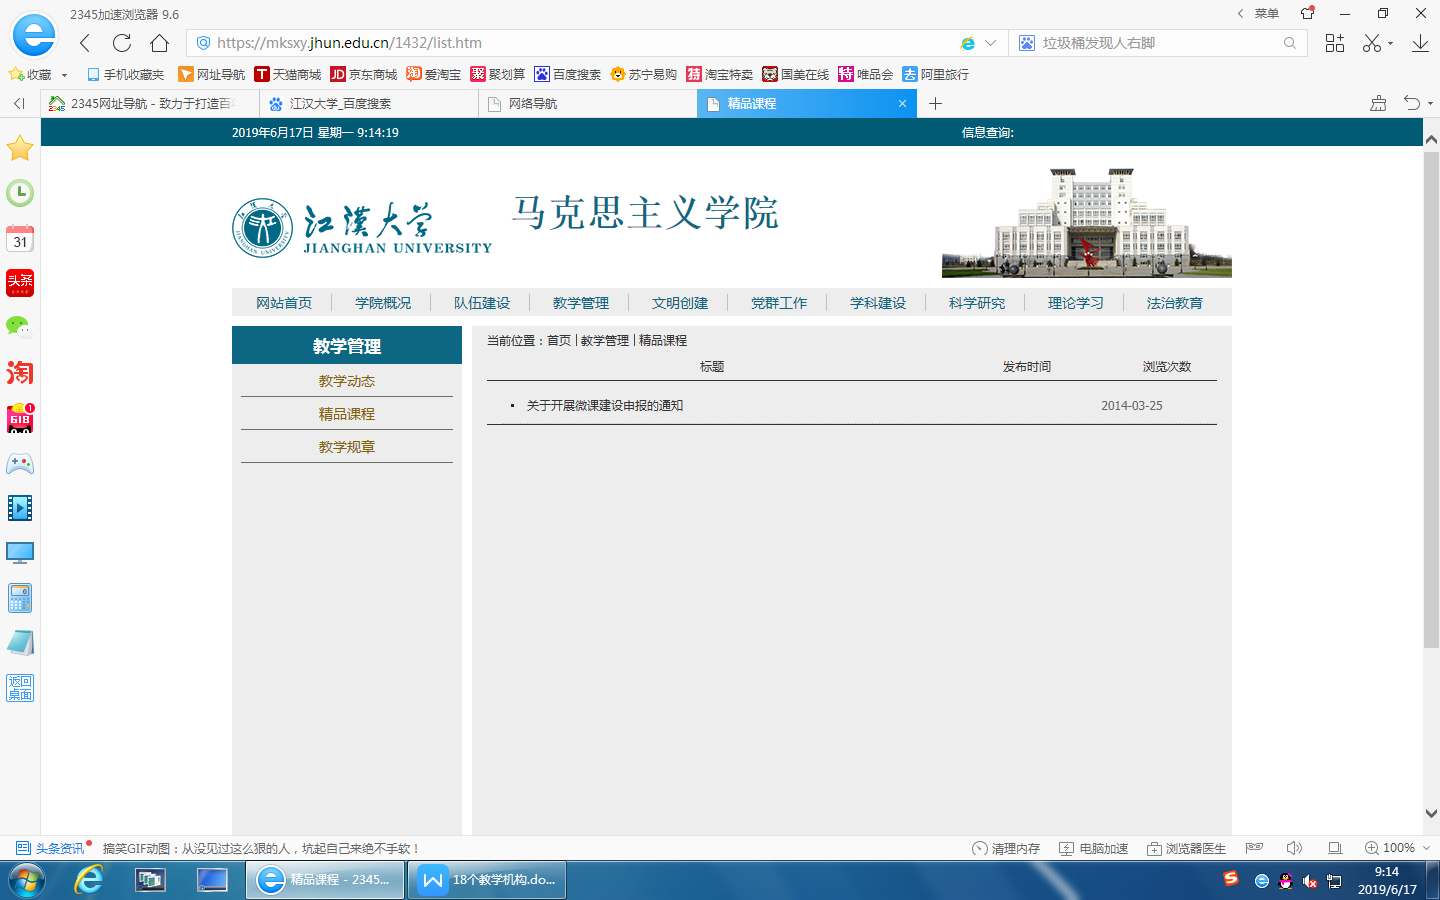 2345加速浏览器 9.6
菜单
https://mksxy.jhun.edu.cn/1432/list.htm
垃圾桶发现人右脚
收藏 手机收藏夹 网址导航 天猫商城 京东商城 爱淘宝 聚划算 百度搜索 苏宁易购 淘宝特卖 国美在线 唯品会 阿里旅行
2345网址导航 - 致力于打造百
江汉大学_百度搜索
网络导航
精品课程
2019年6月17日 星期一 9:14:19
信息查询:
江汉大学
JIANGHAN UNIVERSITY
马克思主义学院
网站首页 学院概况 队伍建设 教学管理 文明创建 党群工作 学科建设 科学研究 理论学习 法治教育
教学管理
教学动态
精品课程
教学规章
当前位置：首页 | 教学管理 | 精品课程
标题 发布时间 浏览次数
▪ 关于开展微课建设申报的通知 2014-03-25
31
头条
淘
618
1
返回
桌面
头条资讯
搞笑GIF动图：从没见过这么狠的人，坑起自己来绝不手软！
清理内存 电脑加速 浏览器医生 100%
精品课程 - 2345...
18个教学机构.do...
9:14
2019/6/17